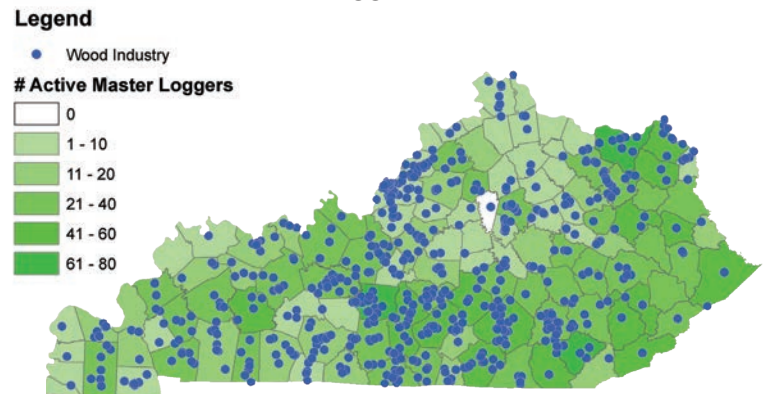 Legend
Wood Industry
# Active Master Loggers
0
1 - 10
11 - 20
21 - 40
41 - 60
61 - 80